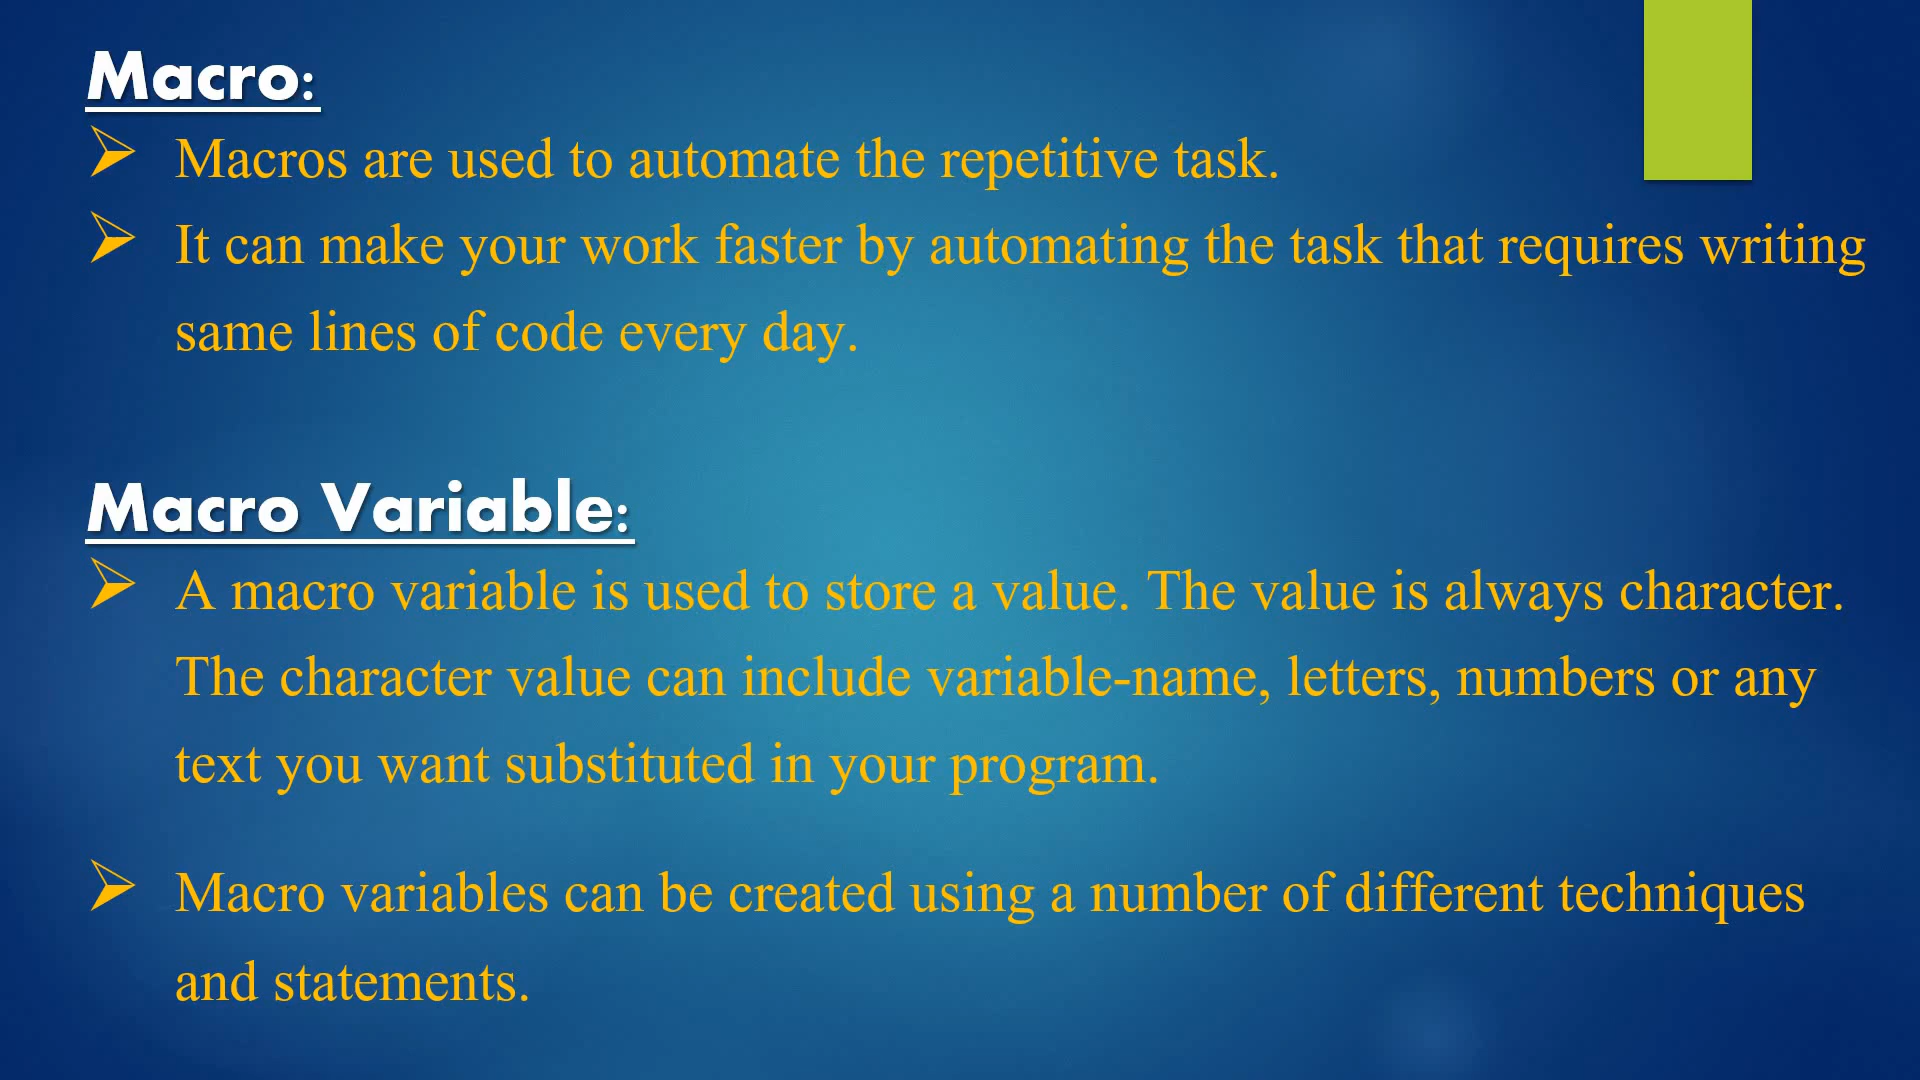 Macro:
➢ Macros are used to automate the repetitive task.
➢ It can make your work faster by automating the task that requires writing
same lines of code every day.
Macro Variable:
➢ A macro variable is used to store a value. The value is always character.
The character value can include variable-name, letters, numbers or any
text you want substituted in your program.
➢ Macro variables can be created using a number of different techniques
and statements.